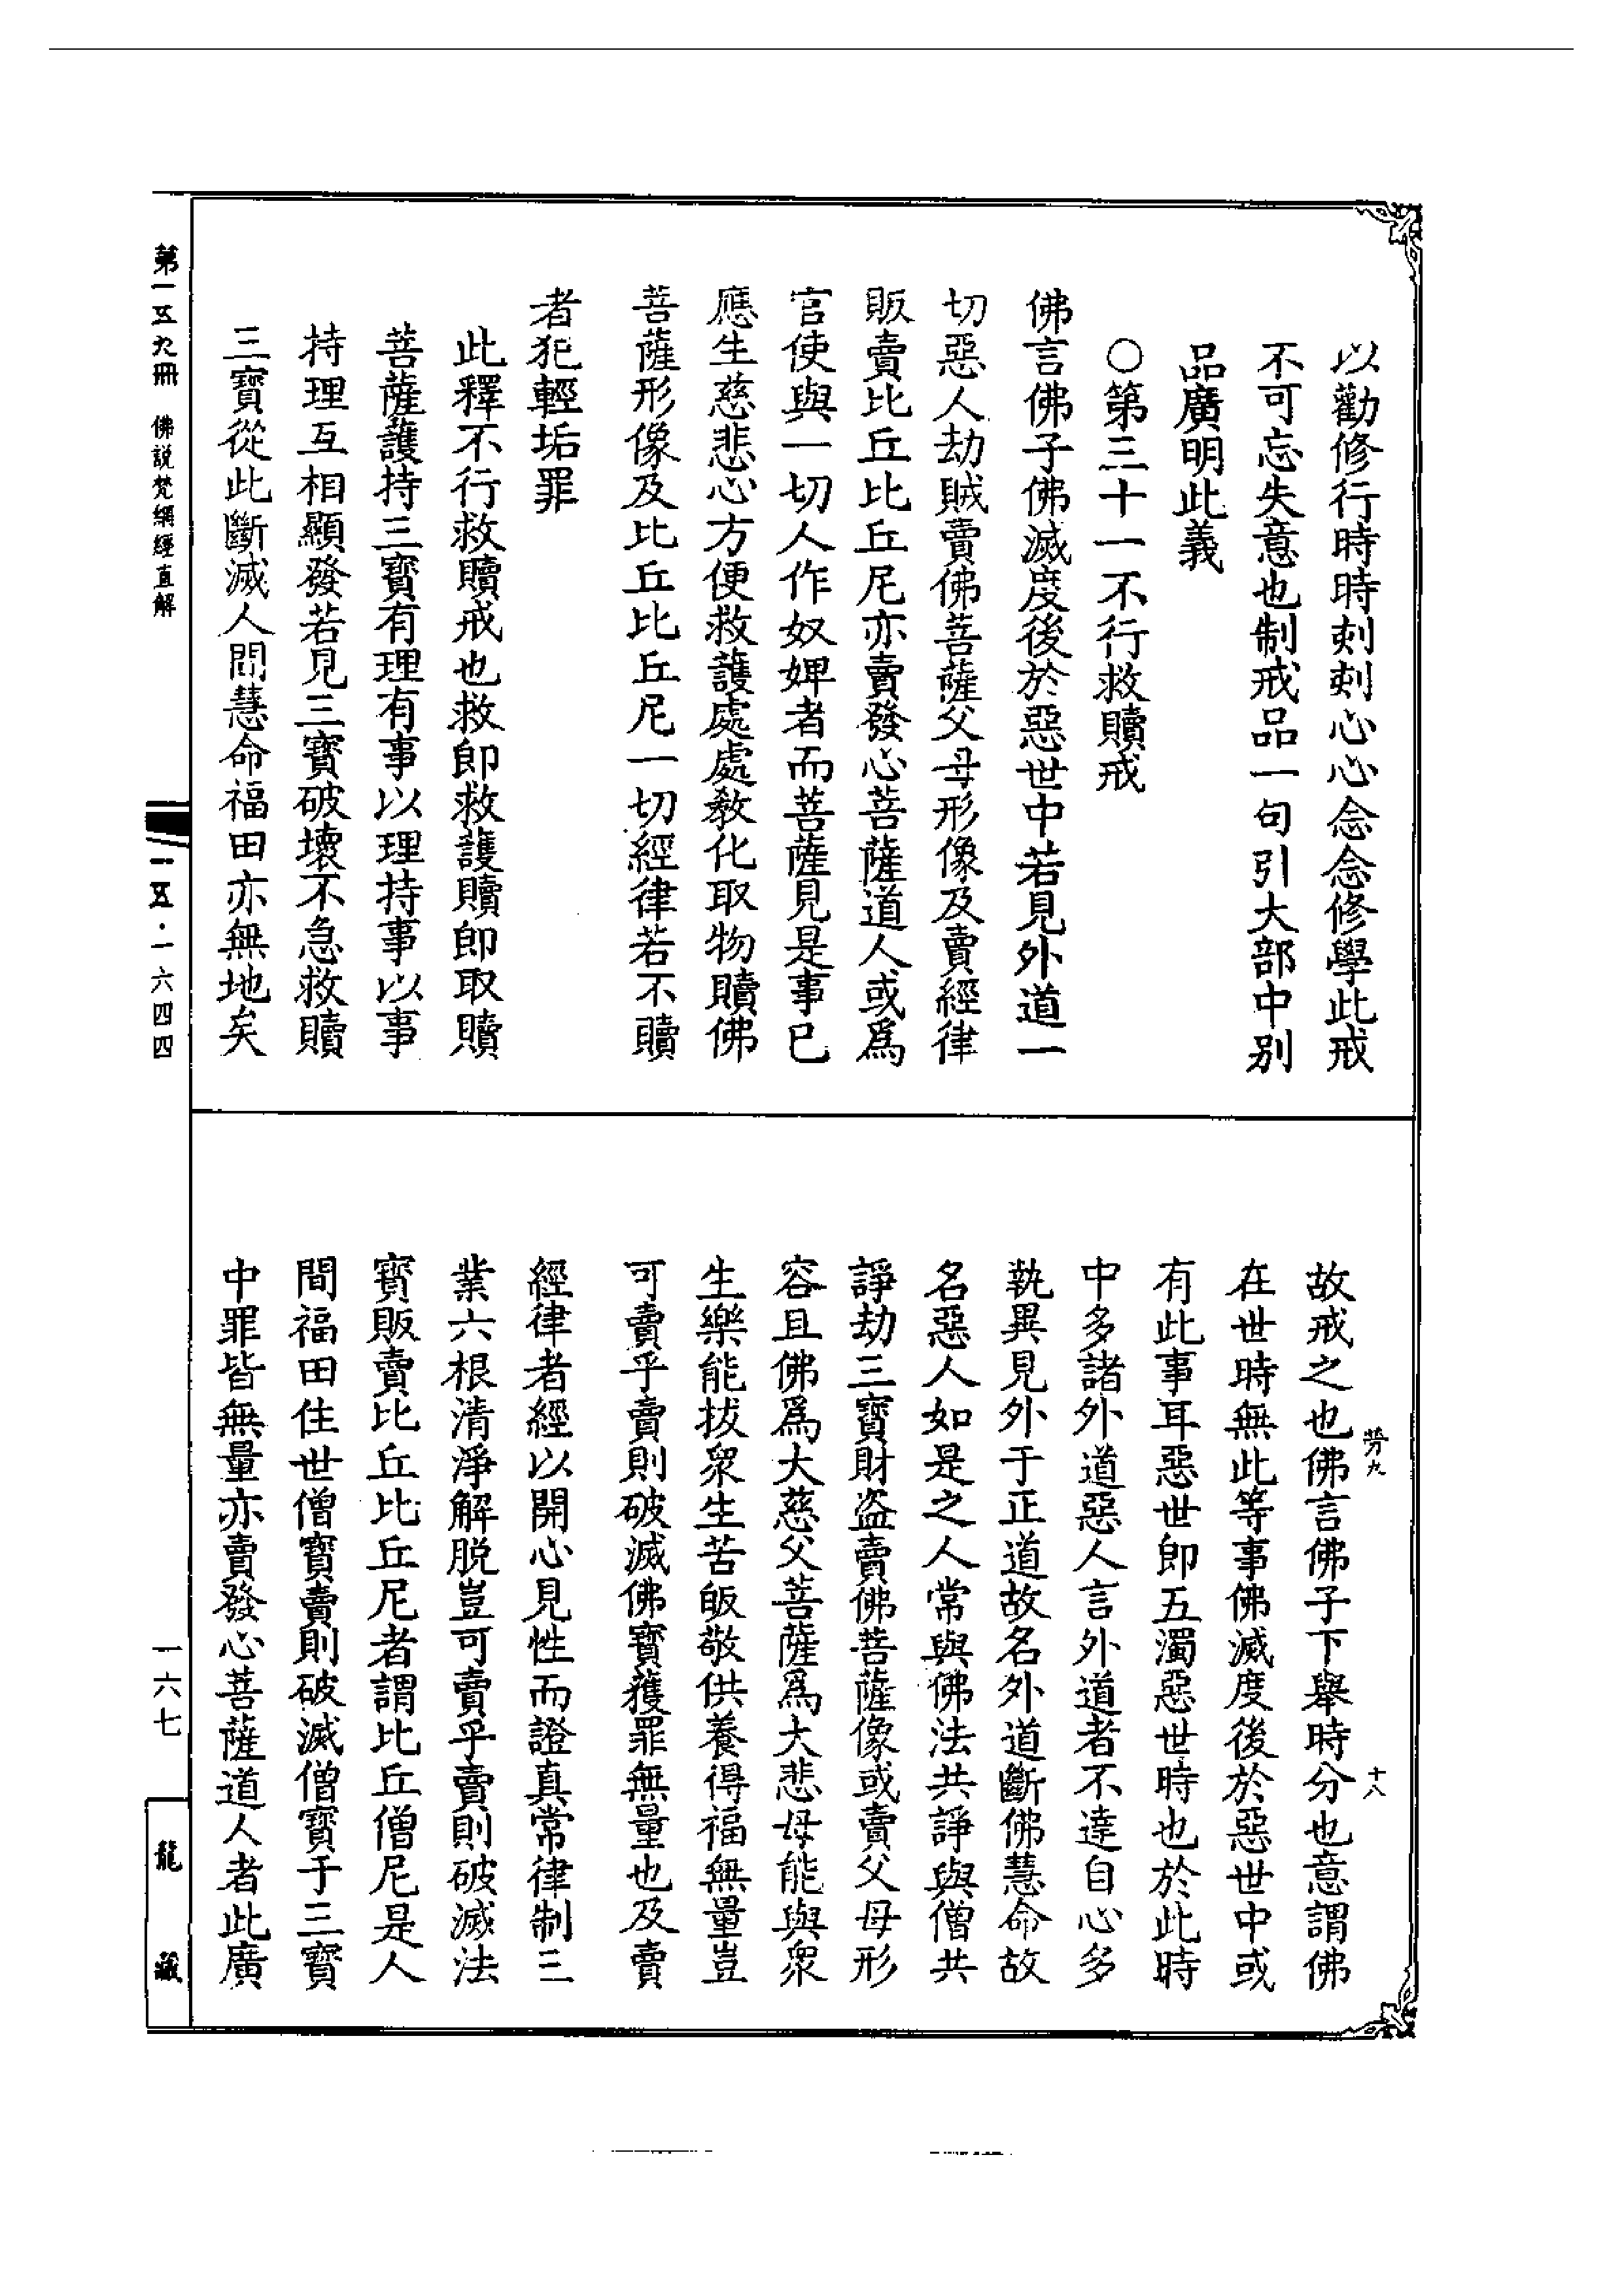 以勸修行時時刻刻心心念念修學此戒
不可忘失意也制戒品一句引大部中別
品廣明此義
○第三十一不行救贖戒
佛言佛子佛滅度後於惡世中若見外道一
切惡人劫賊賣佛菩薩父母形像及賣經律
販賣比丘比丘尼亦賣發心菩薩道人或爲
官使與一切人作奴婢者而菩薩見是事已
應生慈悲心方便救護處處教化取物贖佛
菩薩形像及比丘比丘尼一切經律若不贖
者犯輕垢罪
此釋不行救贖戒也救即救護贖即取贖
菩薩護持三寶有理有事以理持事以事
持理互相顯發若見三寶破壞不急救贖
三寶從此斷滅人間慧命福田亦無地矣
故戒之也佛言佛子下舉時分也意謂佛
在世時無此等事佛滅度後於惡世中或
有此事耳惡世即五濁惡世時也於此時
中多諸外道惡人言外道者不達自心多
執異見外于正道故名外道斷佛慧命故
名惡人如是之人常與佛法共諍與僧共
諍劫三寶財盜賣佛菩薩像或賣父母形
容且佛爲大慈父菩薩爲大悲母能與衆
生樂能拔衆生苦皈敬供養得福無量豈
可賣乎賣則破滅佛寶獲罪無量也及賣
經律者經以開心見性而證真常律制三
業六根清淨解脫豈可賣乎賣則破滅法
寶販賣比丘比丘尼者謂比丘僧尼是人
間福田住世僧寶賣則破滅僧寶于三寶
中罪皆無量亦賣發心菩薩道人者此廣
勞九
十八
第一五九冊 佛說梵網經直解
一五·一六四四
一六七
龍藏